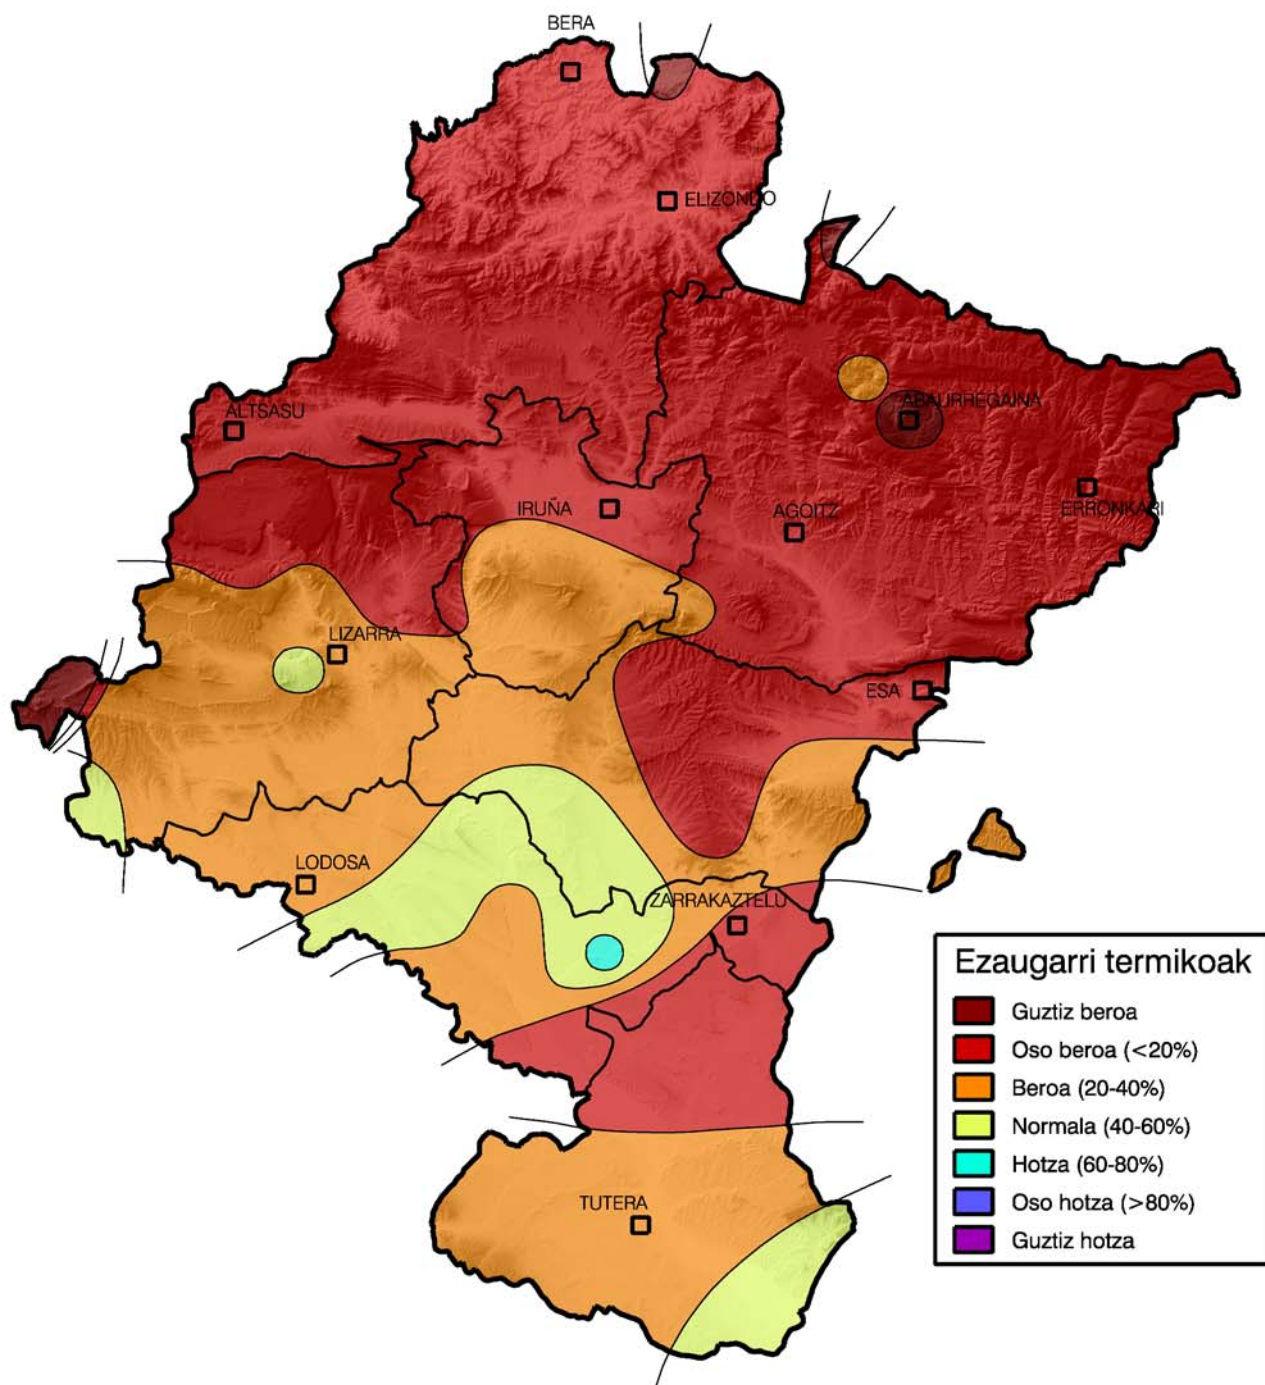 BERA
ELIZONDO
ALTSASU
ABAURREGAINA
IRUÑA
AGOITZ
ERRONKARI
LIZARRA
ESA
LODOSA
ZARRAKAZTELU
TUTERA
Ezaugarri termikoak
Guztiz beroa
Oso beroa (<20%)
Beroa (20-40%)
Normala (40-60%)
Hotza (60-80%)
Oso hotza (>80%)
Guztiz hotza